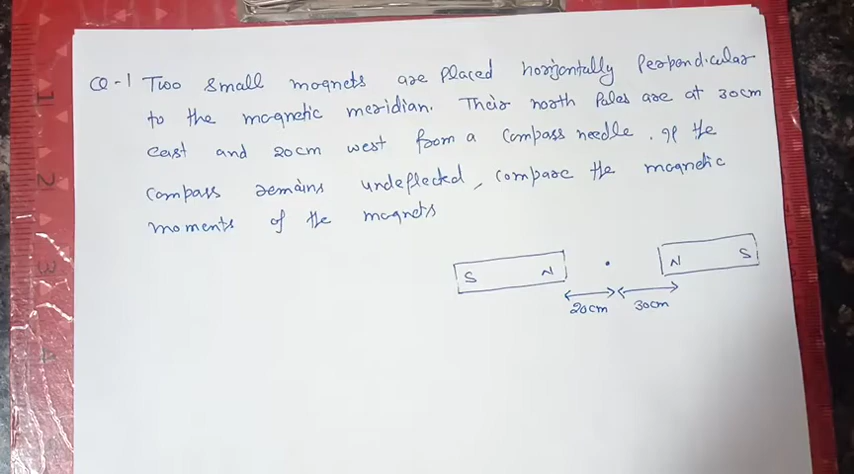 Q-1 Two small magnets are placed horizontally perpendicular
to the magnetic meridian. Their north poles are at 30cm
east and 20cm west from a compass needle. If the
compass remains undeflected, compare the magnetic
moments of the magnets
S N N S
20cm 30cm